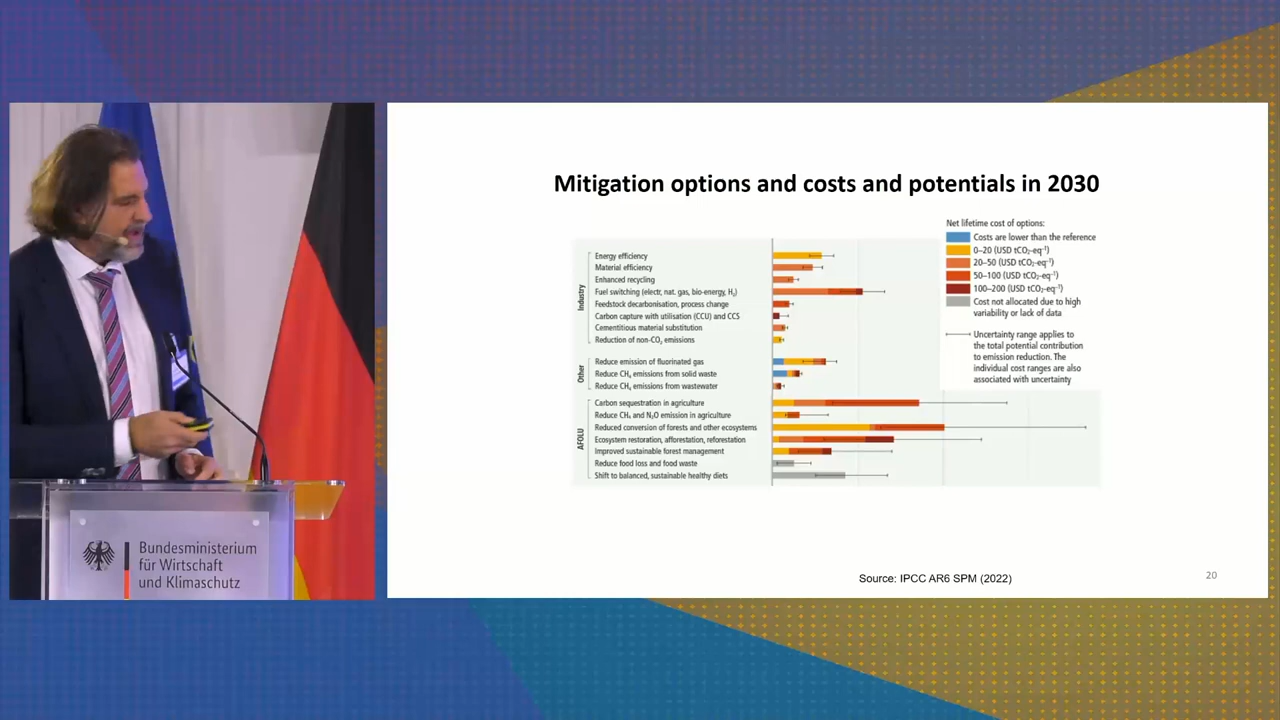 Mitigation options and costs and potentials in 2030
Net lifetime cost of options:
Costs are lower than the reference
0–20 (USD tCO₂-eq⁻¹)
20–50 (USD tCO₂-eq⁻¹)
50–100 (USD tCO₂-eq⁻¹)
100–200 (USD tCO₂-eq⁻¹)
Cost not allocated due to high
variability or lack of data
Uncertainty range applies to
the total potential contribution
to emission reduction. The
individual cost ranges are also
associated with uncertainty
Industry
Energy efficiency
Material efficiency
Enhanced recycling
Fuel switching (electr, nat. gas, bio-energy, H₂)
Feedstock decarbonisation, process change
Carbon capture with utilisation (CCU) and CCS
Cementitious material substitution
Reduction of non-CO₂ emissions
Other
Reduce emission of fluorinated gas
Reduce CH₄ emissions from solid waste
Reduce CH₄ emissions from wastewater
AFOLU
Carbon sequestration in agriculture
Reduce CH₄ and N₂O emission in agriculture
Reduced conversion of forests and other ecosystems
Ecosystem restoration, afforestation, reforestation
Improved sustainable forest management
Reduce food loss and food waste
Shift to balanced, sustainable healthy diets
Source: IPCC AR6 SPM (2022)
20
Bundesministerium
für Wirtschaft
und Klimaschutz